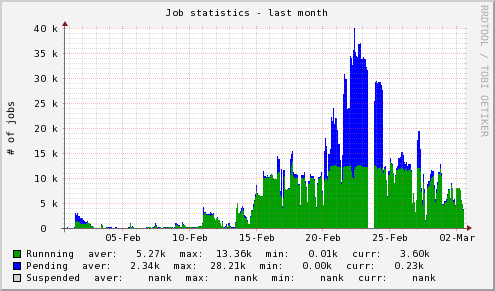 Job statistics - last month
RRDTOOL / TOBI OETIKER
# of jobs
40 k
35 k
30 k
25 k
20 k
15 k
10 k
5 k
0
05-Feb 10-Feb 15-Feb 20-Feb 25-Feb 02-Mar
Runnning aver: 5.27k max: 13.36k min: 0.01k curr: 3.60k
Pending aver: 2.34k max: 28.21k min: 0.00k curr: 0.23k
Suspended aver: nank max: nank min: nank curr: nank